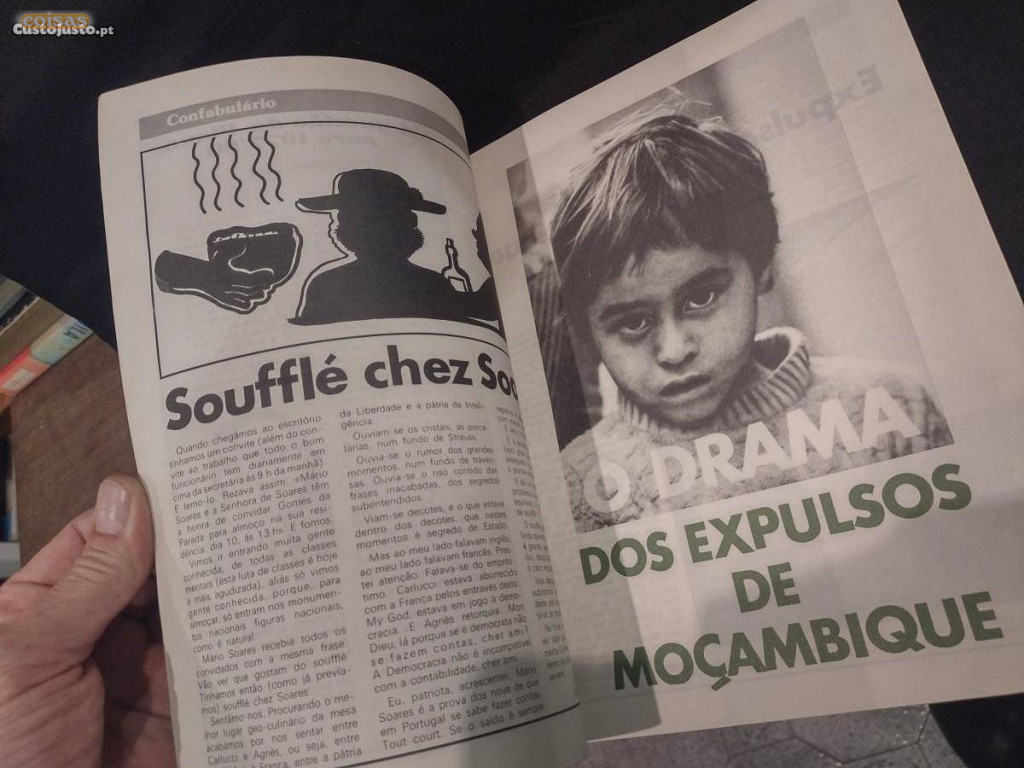 coisas
CustoJusto.pt
Confabulário
Soufflé chez Soa
Quando chegámos ao escritório
tínhamos um convite (além do con-
vite ao trabalho que todo o bom
funcionário tem diariamente em
cima da secretária às 9 da manhã).
E lemo-lo. Rezava assim: «Mário
Soares e a Senhora de Soares têm
a honra de convidar Gomes da
Parada para almoço na sua resi-
dência, dia 10, às 13 h. E fomos.
Vimos ir entrando muita gente
conhecida, de todas as classes
mentais (esta luta de classes é hoje
a mais agudizada), aliás só vimos
gente conhecida, porque para
almoçar, só entram nos monumen-
tos nacionais figuras nacionais,
como é natural.
Mário Soares recebia todos os
convidados com a mesma frase:
Vão ver que gostam do soufflé
Tínhamos então (como já previa-
mos) soufflé chez Soares.
Sentámo-nos. Procurando o me-
lhor lugar geo-culinário da mesa
acabámos por nos sentar entre
Carlucci e Agnès, ou seja, entre
França, entre a pátria
da Liberdade e a pátria da Inteli-
gência.
Ouviam-se os cristais, as porce-
lanas, num fundo de Strauss.
Ouvia-se o rumor dos grandes
momentos, num fundo de traves-
sas. Ouvia-se o riso contido das
frases inacabadas, dos segredos
subentendidos.
Viam-se decotes, e o que estava
dentro dos decotes, que nestes
momentos é segredo de Estado.
Mas ao meu lado falavam inglês,
ao meu lado falavam francês. Pres-
tei atenção. Falava-se do emprés-
timo. Carlucci estava aborrecido
com a França pelos entraves desta:
My God, estava em jogo a demo-
cracia. E Agnès retorquia: Mon
Dieu, lá porque se é democrata não
se fazem contas, cher ami?
A Democracia não é incompatível
com a contabilidade, cher ami.
Eu, patriota, acrescentei: Mário
Soares é a prova dos nove de que
em Portugal se sabe fazer contas.
Tout court. Se o saldo é sempre
O DRAMA
DOS EXPULSOS
DE
MOÇAMBIQUE